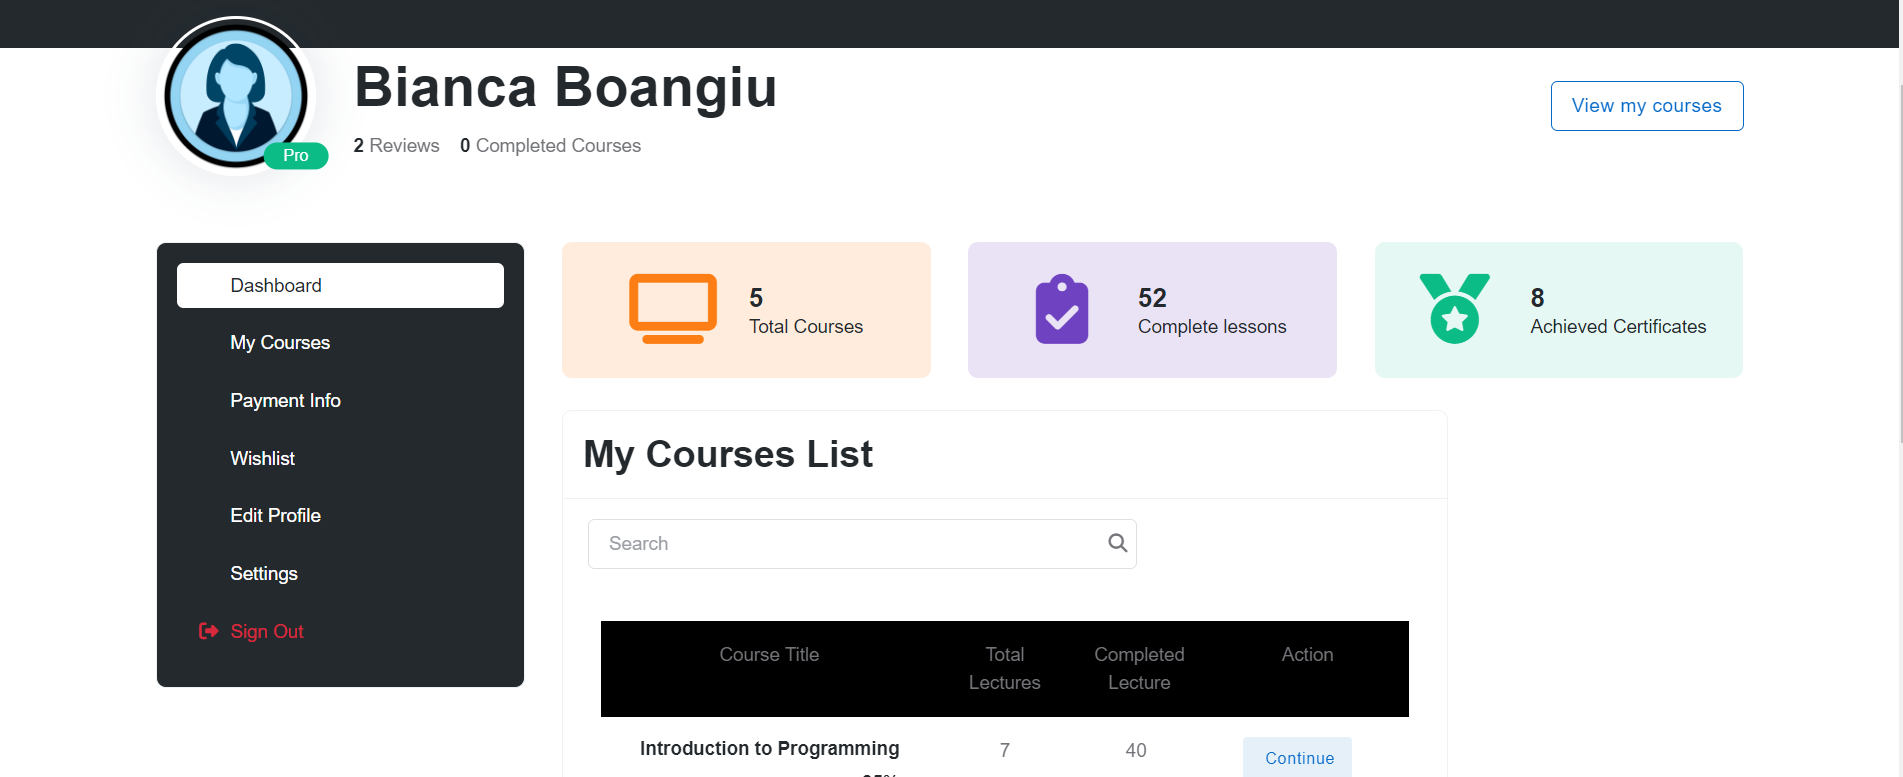 Bianca Boangiu
2 Reviews 0 Completed Courses
Pro
View my courses
Dashboard
My Courses
Payment Info
Wishlist
Edit Profile
Settings
Sign Out
5
Total Courses
52
Complete lessons
8
Achieved Certificates
My Courses List
Search
Course Title Total Lectures Completed Lecture Action
Introduction to Programming 7 40 Continue